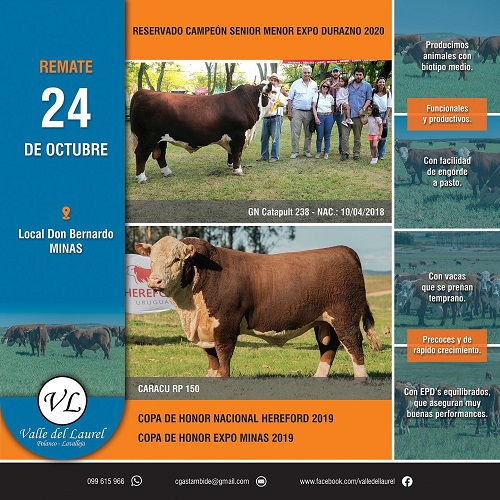 REMATE
24
DE OCTUBRE
Local Don Bernardo
MINAS
VL
Valle del Laurel
Polanco - Lavalleja
RESERVADO CAMPEÓN SENIOR MENOR EXPO DURAZNO 2020
GN Catapult 238 - NAC.: 10/04/2018
HEREFORD
URUGUAY
CARACU RP 150
COPA DE HONOR NACIONAL HEREFORD 2019
COPA DE HONOR EXPO MINAS 2019
Producimos
animales con
biotipo medio.
Funcionales
y productivos.
Con facilidad
de engorde
a pasto.
Con vacas
que se preñan
temprano.
Precoces y de
rápido crecimiento.
Con EPD's equilibrados,
que aseguran muy
buenas performances.
099 615 966
cgastambide@gmail.com
www.facebook.com/valledellaurel